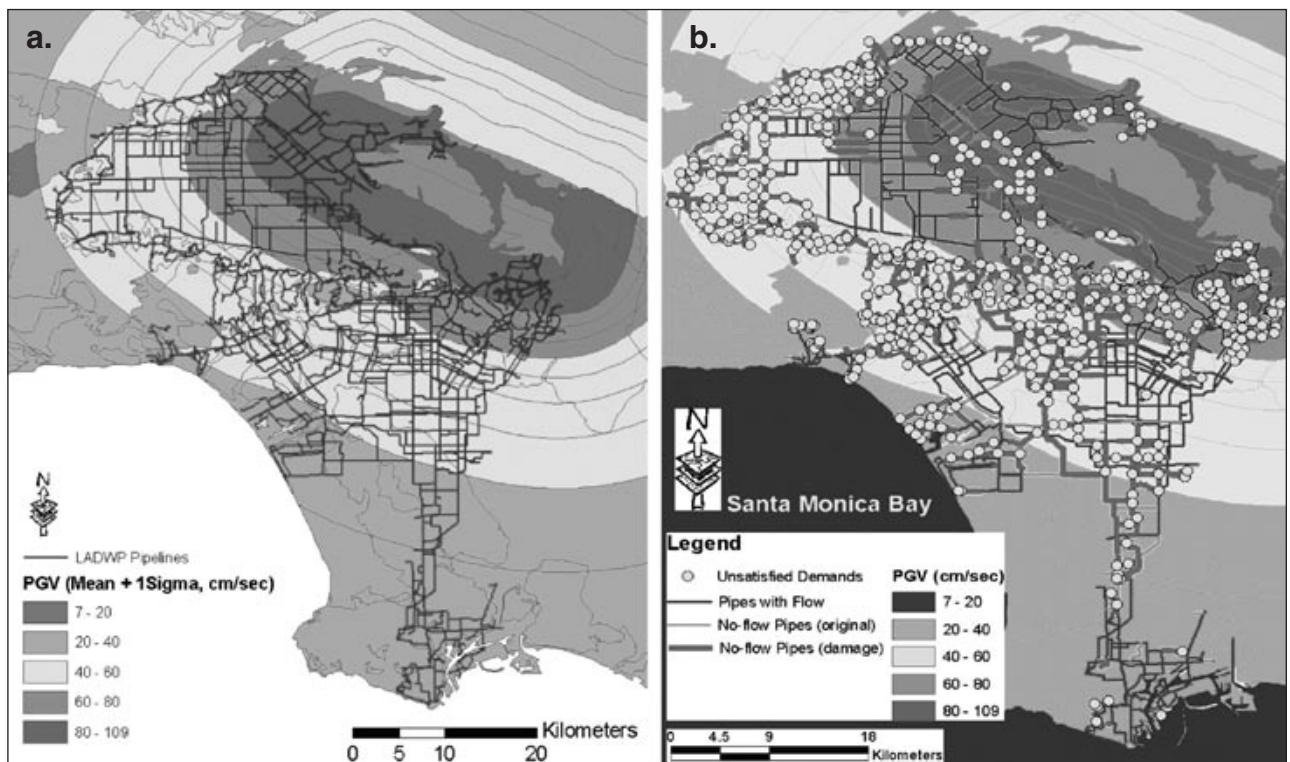 a.
N
LADWP Pipelines
PGV (Mean + 1Sigma, cm/sec)
7 - 20
20 - 40
40 - 60
60 - 80
80 - 109
Kilometers
0 5 10 20
b.
N
Santa Monica Bay
Legend
Unsatisfied Demands
Pipes with Flow
No-flow Pipes (original)
No-flow Pipes (damage)
PGV (cm/sec)
7 - 20
20 - 40
40 - 60
60 - 80
80 - 109
0 4.5 9 18
Kilometers